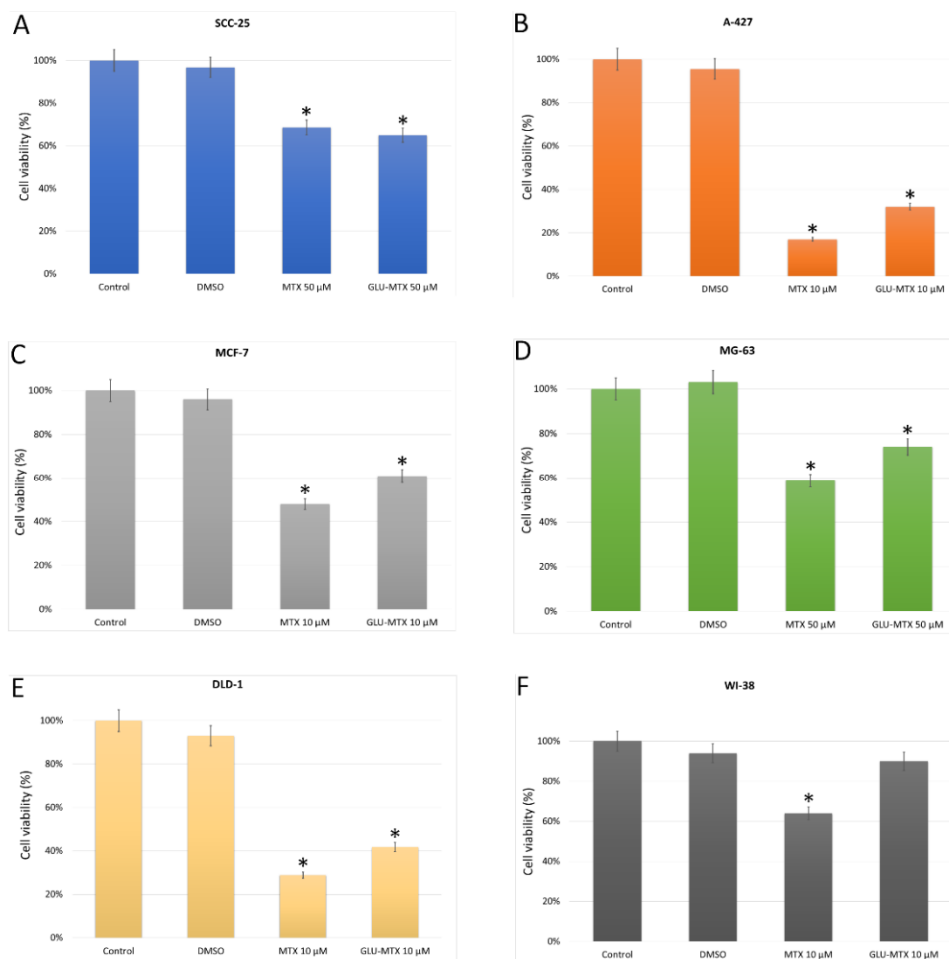 A
SCC-25
Cell viability (%)
100%
80%
60%
40%
20%
0%
*
*
Control
DMSO
MTX 50 µM
GLU-MTX 50 µM
B
A-427
Cell viability (%)
100%
80%
60%
40%
20%
0%
*
*
Control
DMSO
MTX 10 µM
GLU-MTX 10 µM
C
MCF-7
Cell viability (%)
100%
80%
60%
40%
20%
0%
*
*
Control
DMSO
MTX 10 µM
GLU-MTX 10 µM
D
MG-63
Cell viability (%)
100%
80%
60%
40%
20%
0%
*
*
Control
DMSO
MTX 50 µM
GLU-MTX 50 µM
E
DLD-1
Cell viability (%)
100%
80%
60%
40%
20%
0%
*
*
Control
DMSO
MTX 10 µM
GLU-MTX 10 µM
F
WI-38
Cell viability (%)
100%
80%
60%
40%
20%
0%
*
Control
DMSO
MTX 10 µM
GLU-MTX 10 µM